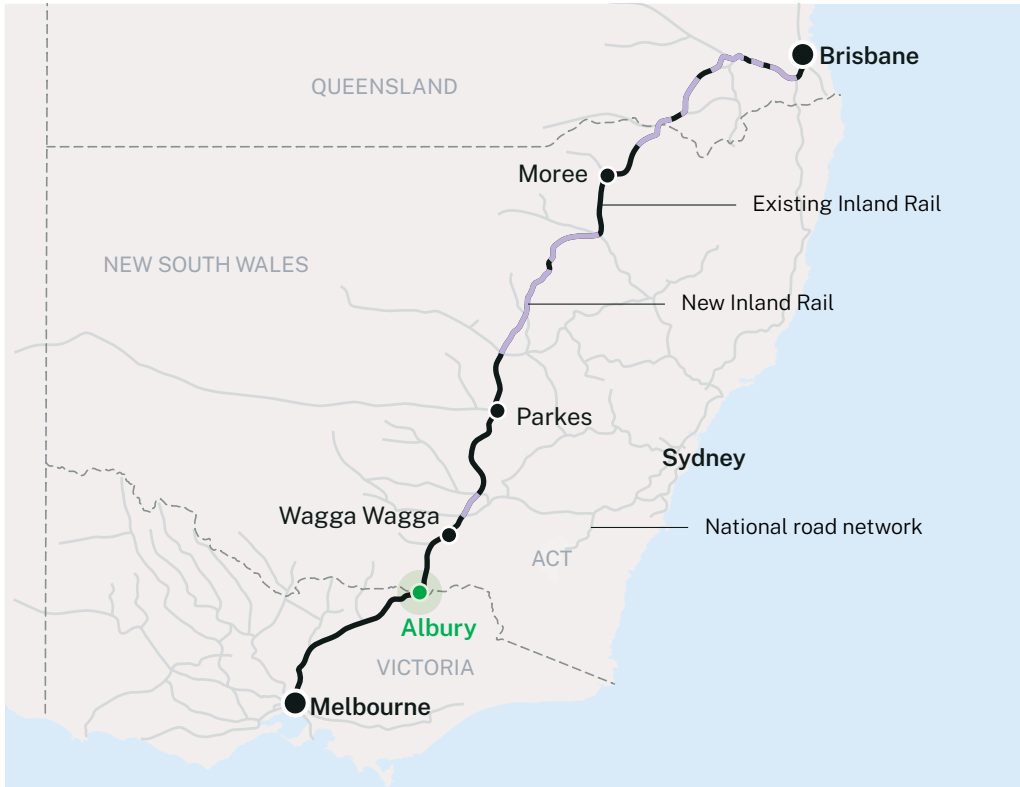 Brisbane
QUEENSLAND
Moree
Existing Inland Rail
NEW SOUTH WALES
New Inland Rail
Parkes
Sydney
Wagga Wagga
National road network
ACT
Albury
VICTORIA
Melbourne